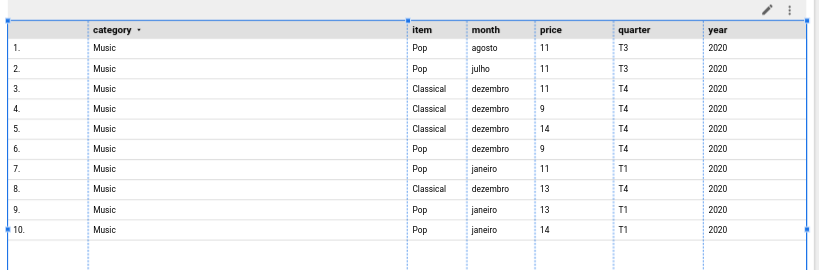 category item month price quarter year
1. Music Pop agosto 11 T3 2020
2. Music Pop julho 11 T3 2020
3. Music Classical dezembro 11 T4 2020
4. Music Classical dezembro 9 T4 2020
5. Music Classical dezembro 14 T4 2020
6. Music Pop dezembro 9 T4 2020
7. Music Pop janeiro 11 T1 2020
8. Music Classical dezembro 13 T4 2020
9. Music Pop janeiro 13 T1 2020
10. Music Pop janeiro 14 T1 2020